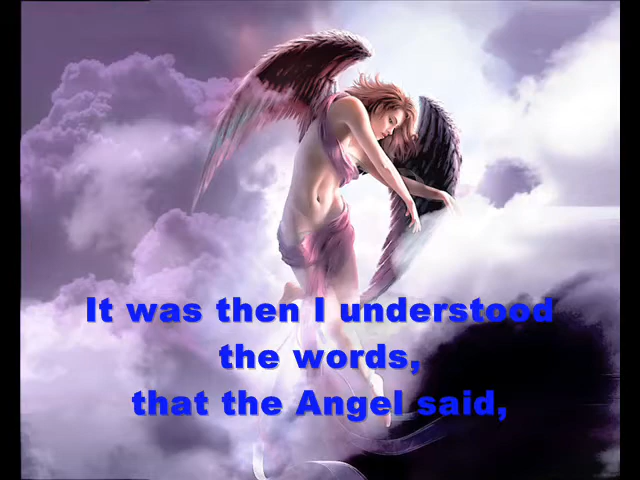 It was then I understood
the words,
that the Angel said,